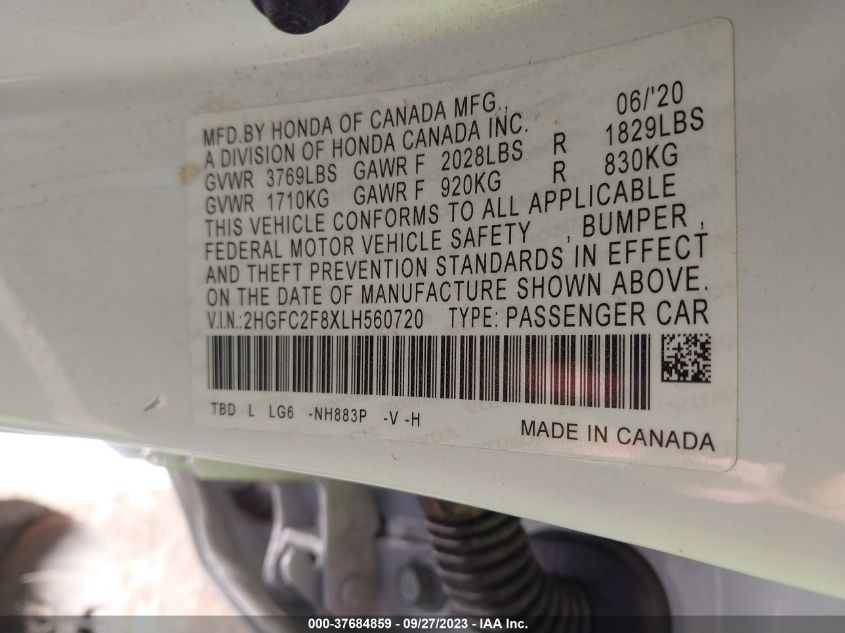 MFD.BY HONDA OF CANADA MFG., 06/'20
A DIVISION OF HONDA CANADA INC.
GVWR 3769LBS GAWR F 2028LBS R 1829LBS
GVWR 1710KG GAWR F 920KG R 830KG
THIS VEHICLE CONFORMS TO ALL APPLICABLE
FEDERAL MOTOR VEHICLE SAFETY , BUMPER ,
AND THEFT PREVENTION STANDARDS IN EFFECT
ON THE DATE OF MANUFACTURE SHOWN ABOVE.
V.I.N.:2HGFC2F8XLH560720 TYPE: PASSENGER CAR
TBD L LG6 -NH883P -V -H
MADE IN CANADA
000-37684859 / 09/27/2023 - IAA Inc.